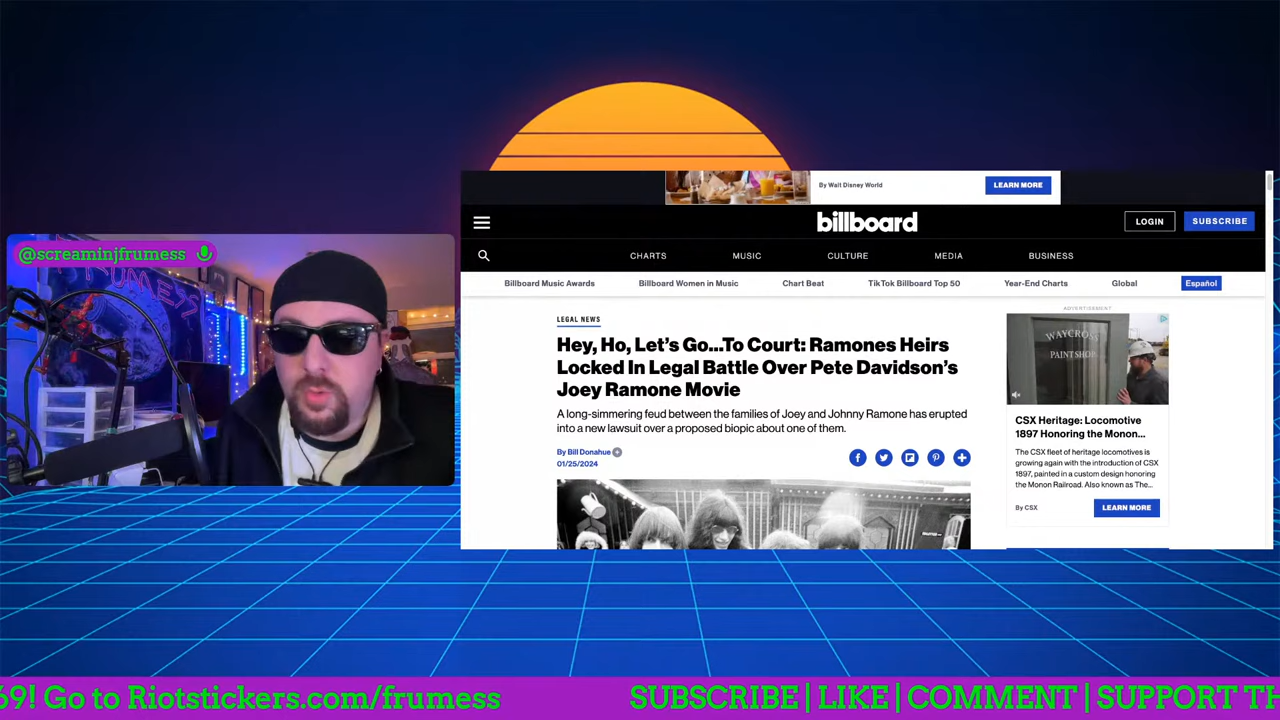 By Walt Disney World
LEARN MORE
billboard
LOGIN
SUBSCRIBE
CHARTS
MUSIC
CULTURE
MEDIA
BUSINESS
Billboard Music Awards
Billboard Women in Music
Chart Beat
TikTok Billboard Top 50
Year-End Charts
Global
Español
@screaminjfrumess
LEGAL NEWS
Hey, Ho, Let's Go...To Court: Ramones Heirs
Locked In Legal Battle Over Pete Davidson's
Joey Ramone Movie
A long-simmering feud between the families of Joey and Johnny Ramone has erupted
into a new lawsuit over a proposed biopic about one of them.
By Bill Donahue
01/25/2024
ADVERTISEMENT
WAYCROSS
PAINT SHOP
CSX Heritage: Locomotive
1897 Honoring the Monon...
The CSX fleet of heritage locomotives is
growing again with the introduction of CSX
1897, painted in a custom design honoring
the Monon Railroad. Also known as The...
By CSX
LEARN MORE
69! Go to Riotstickers.com/frumess
SUBSCRIBE | LIKE | COMMENT | SUPPORT TH